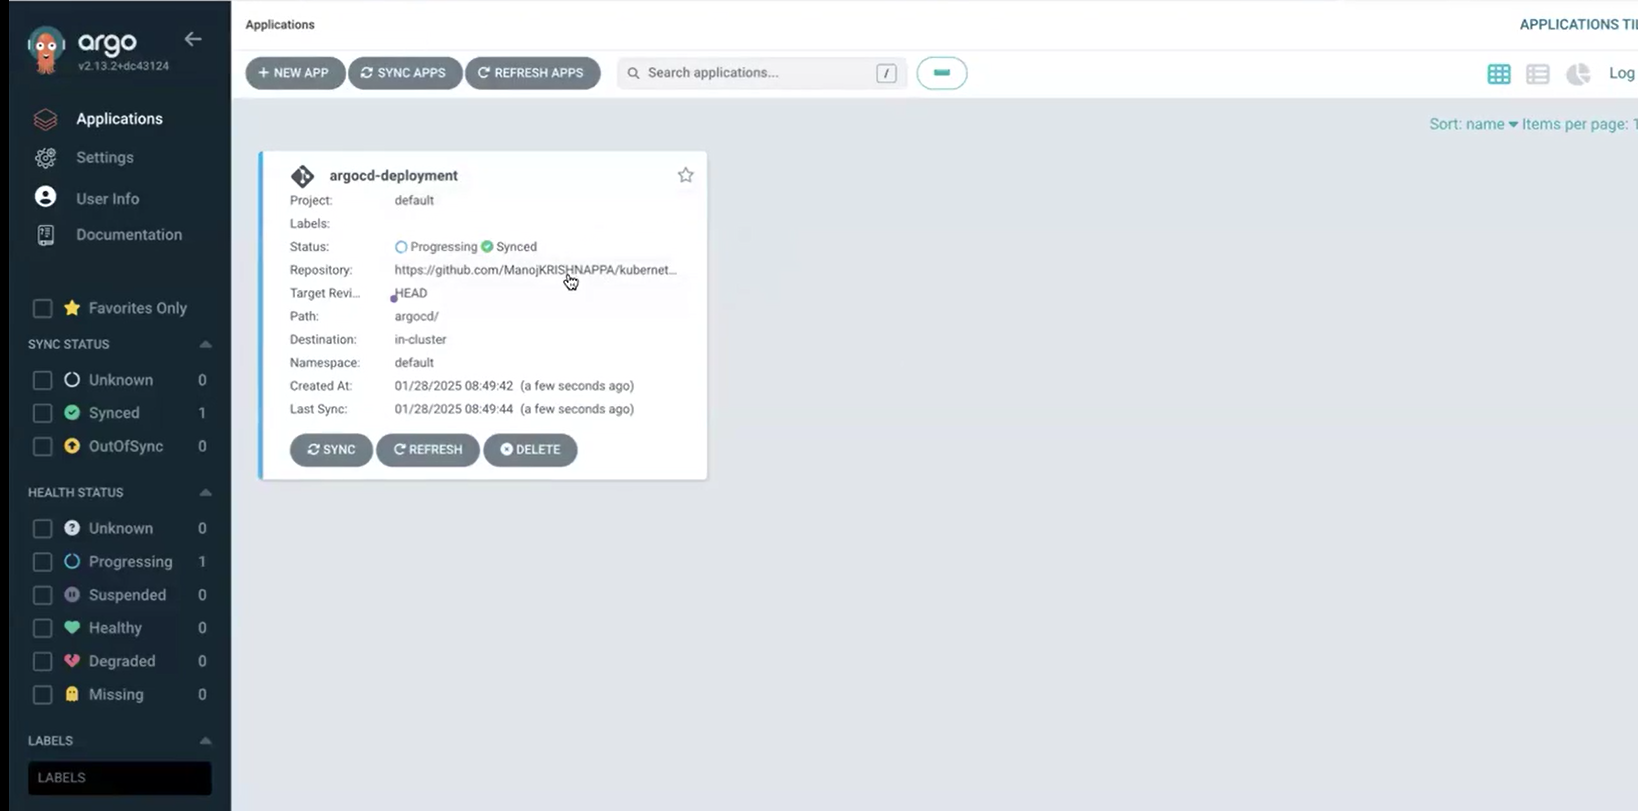 argo
v2.13.2+dc43124
Applications
Settings
User Info
Documentation
Favorites Only
SYNC STATUS
Unknown 0
Synced 1
OutOfSync 0
HEALTH STATUS
Unknown 0
Progressing 1
Suspended 0
Healthy 0
Degraded 0
Missing 0
LABELS
LABELS
Applications
APPLICATIONS TIL
+ NEW APP
SYNC APPS
REFRESH APPS
Search applications...
/
Log
Sort: name Items per page: 1
argocd-deployment
Project: default
Labels:
Status: Progressing Synced
Repository: https://github.com/ManojKRISHNAPPA/kubernet...
Target Revi... HEAD
Path: argocd/
Destination: in-cluster
Namespace: default
Created At: 01/28/2025 08:49:42 (a few seconds ago)
Last Sync: 01/28/2025 08:49:44 (a few seconds ago)
SYNC
REFRESH
DELETE